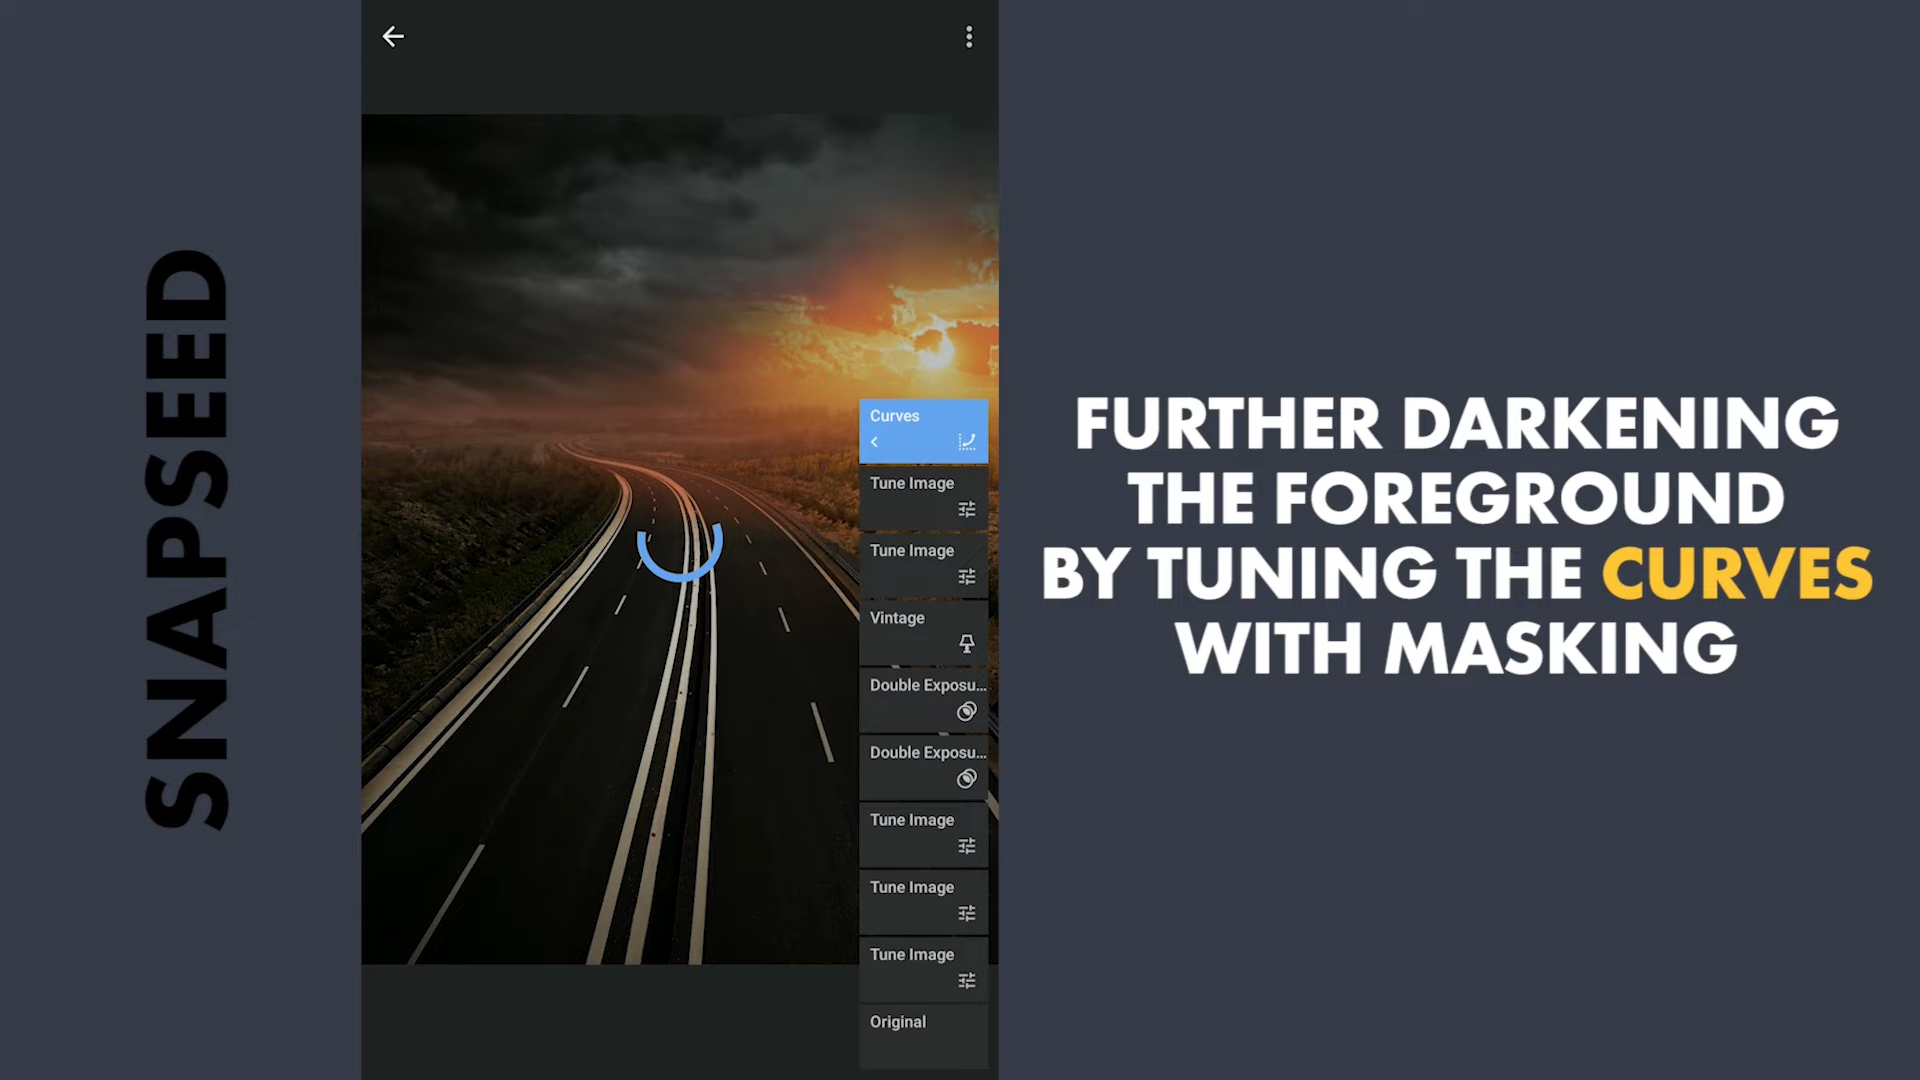 SNAPSEED
Curves
Tune Image
Tune Image
Vintage
Double Exposu...
Double Exposu...
Tune Image
Tune Image
Tune Image
Original
FURTHER DARKENING
THE FOREGROUND
BY TUNING THE CURVES
WITH MASKING